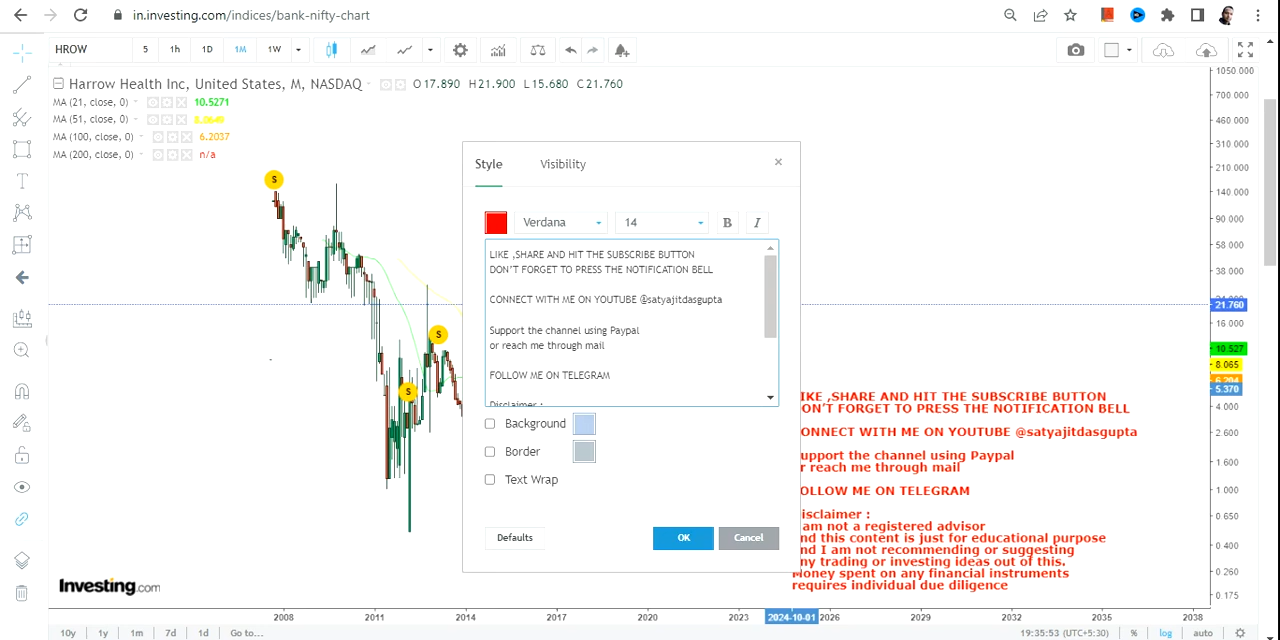 in.investing.com/indices/bank-nifty-chart
HROW 5 1h 1D 1M 1W
Harrow Health Inc, United States, M, NASDAQ O17.890 H21.900 L15.680 C21.760
MA (21, close, 0) 10.5271
MA (51, close, 0) 8.0649
MA (100, close, 0) 6.2037
MA (200, close, 0) n/a
$
$
$
Style Visibility
Verdana 14 B I
LIKE ,SHARE AND HIT THE SUBSCRIBE BUTTON
DON'T FORGET TO PRESS THE NOTIFICATION BELL
CONNECT WITH ME ON YOUTUBE @satyajitdasgupta
Support the channel using Paypal
or reach me through mail
FOLLOW ME ON TELEGRAM
Disclaimer :
Background
Border
Text Wrap
Defaults OK Cancel
IKE ,SHARE AND HIT THE SUBSCRIBE BUTTON
ON'T FORGET TO PRESS THE NOTIFICATION BELL
ONNECT WITH ME ON YOUTUBE @satyajitdasgupta
upport the channel using Paypal
r reach me through mail
OLLOW ME ON TELEGRAM
isclaimer :
am not a registered advisor
nd this content is just for educational purpose
nd I am not recommending or suggesting
ny trading or investing ideas out of this.
Money spent on any financial instruments
requires individual due diligence
1050.000
700.000
460.000
310.000
210.000
140.000
90.000
58.000
38.000
21.760
16.000
10.527
8.065
6.204
5.370
4.000
2.600
1.600
1.000
0.650
0.400
0.260
0.175
Investing.com
2008 2011 2014 2017 2020 2023 2024-10-01 2026 2029 2032 2035 2038
10y 1y 1m 7d 1d Go to... 19:35:53 (UTC+5:30) % log auto